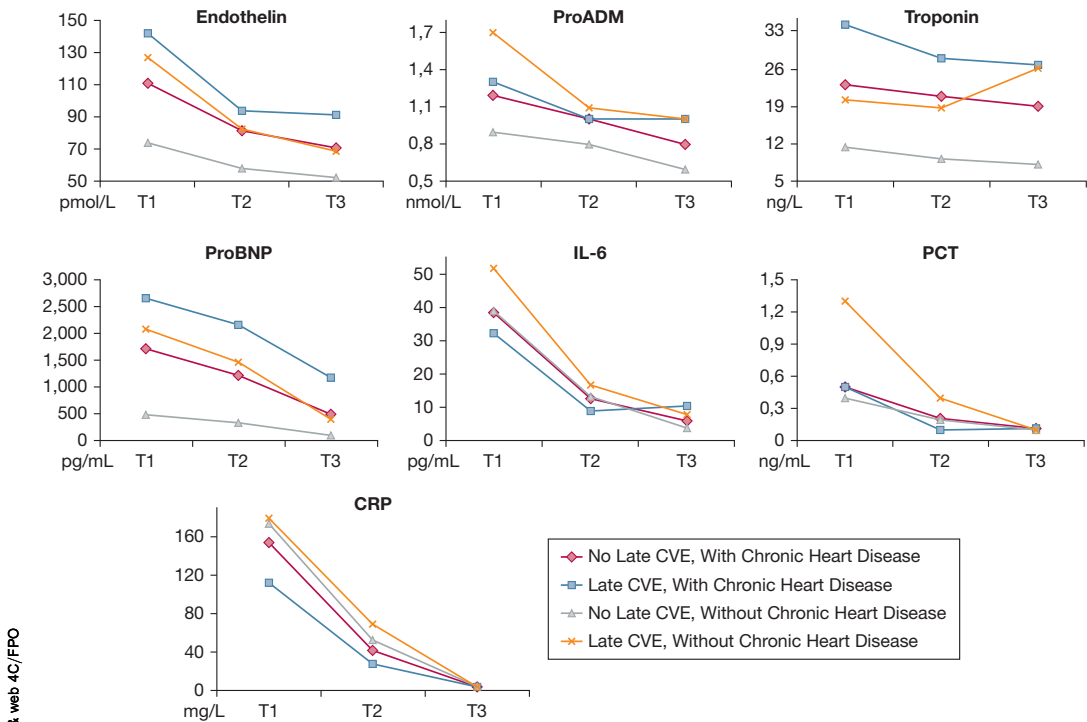 Endothelin
150
130
110
90
70
50
pmol/L T1 T2 T3
ProADM
1,7
1,4
1,1
0,8
0,5
nmol/L T1 T2 T3
Troponin
33
26
19
12
5
ng/L T1 T2 T3
ProBNP
3,000
2,500
2,000
1,500
1,000
500
0
pg/mL T1 T2 T3
IL-6
50
40
30
20
10
0
pg/mL T1 T2 T3
PCT
1,5
1,2
0,9
0,6
0,3
0
ng/mL T1 T2 T3
CRP
160
120
80
40
0
mg/L T1 T2 T3
No Late CVE, With Chronic Heart Disease
Late CVE, With Chronic Heart Disease
No Late CVE, Without Chronic Heart Disease
Late CVE, Without Chronic Heart Disease
web 4C/FPO